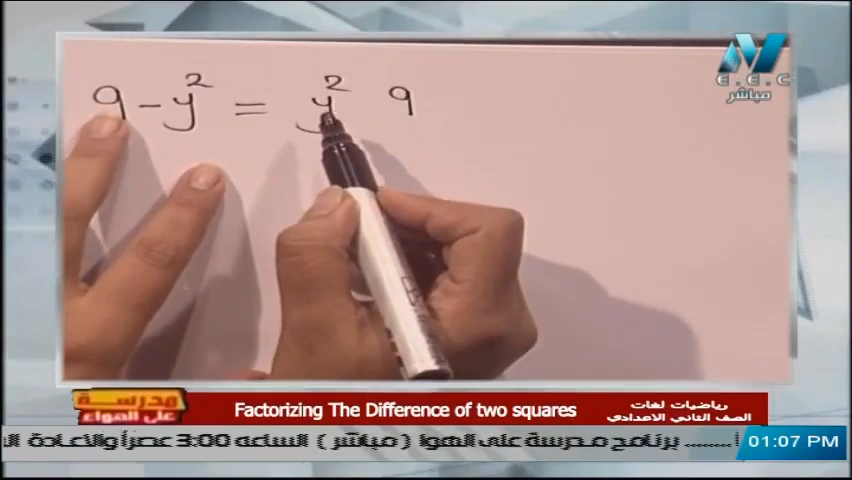 9 - y² = y² 9
E.E.C
مباشر
مدرسة
على الهواء
Factorizing The Difference of two squares
رياضيات لغات
الصف الثاني الاعدادي
........ برنامج مدرسة على الهوا ( مباشر ) الساعه 3:00 عصراً والاعادة
01:07 PM